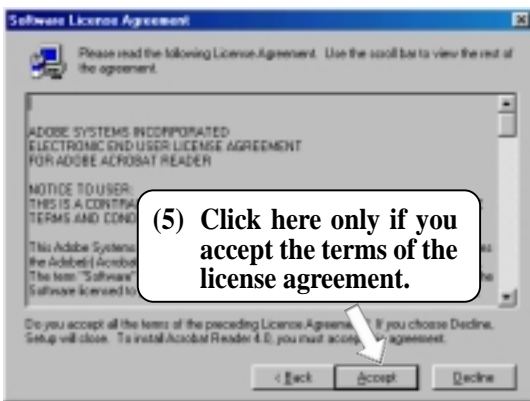 Software License Agreement
Please read the following License Agreement. Use the scroll bar to view the rest of
the agreement.
ADOBE SYSTEMS INCORPORATED
ELECTRONIC END USER LICENSE AGREEMENT
FOR ADOBE ACROBAT READER
NOTICE TO USER:
THIS IS A CONTRA
TERMS AND COND
This Adobe Systems
the Adobe(r) Acrobat
The term "Software"
Software licensed to
(5) Click here only if you
accept the terms of the
license agreement.
Do you accept all the terms of the preceding License Agreem If you choose Decline,
Setup will close. To install Acrobat Reader 4.0, you must accep agreement.
< Back
Accept
Decline